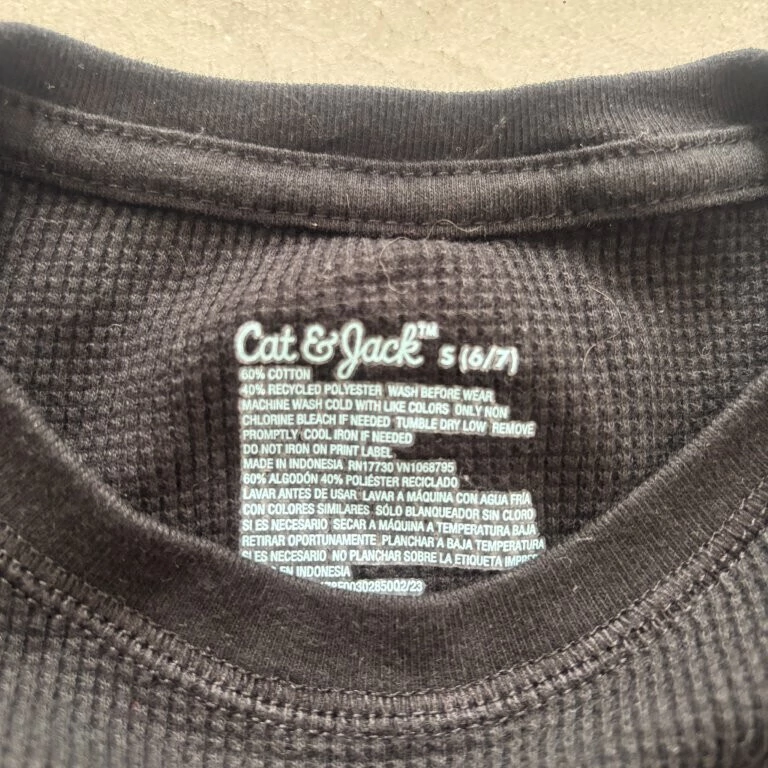 Cat & Jack™ S (6/7)
60% COTTON
40% RECYCLED POLYESTER WASH BEFORE WEAR
MACHINE WASH COLD WITH LIKE COLORS ONLY NON
CHLORINE BLEACH IF NEEDED TUMBLE DRY LOW REMOVE
PROMPTLY COOL IRON IF NEEDED
DO NOT IRON ON PRINT LABEL
MADE IN INDONESIA RN17730 VN1068795
60% ALGODÓN 40% POLIÉSTER RECICLADO
LAVAR ANTES DE USAR LAVAR A MÁQUINA CON AGUA FRÍA
CON COLORES SIMILARES SÓLO BLANQUEADOR SIN CLORO
SI ES NECESARIO SECAR A MÁQUINA A TEMPERATURA BAJA
RETIRAR OPORTUNAMENTE PLANCHAR A BAJA TEMPERATURA
SI ES NECESARIO NO PLANCHAR SOBRE LA ETIQUETA
EN INDONESIA